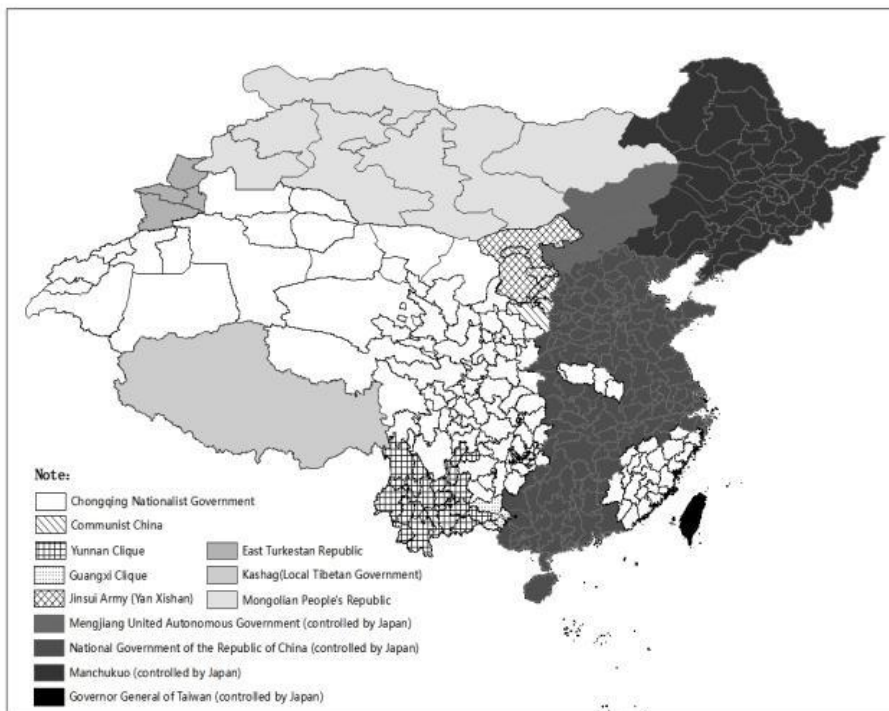 Note:
Chongqing Nationalist Government
Communist China
Yunnan Clique
East Turkestan Republic
Guangxi Clique
Kashag(Local Tibetan Government)
Jinsui Army (Yan Xishan)
Mongolian People's Republic
Mengjiang United Autonomous Government (controlled by Japan)
National Government of the Republic of China (controlled by Japan)
Manchukuo (controlled by Japan)
Governor General of Taiwan (controlled by Japan)